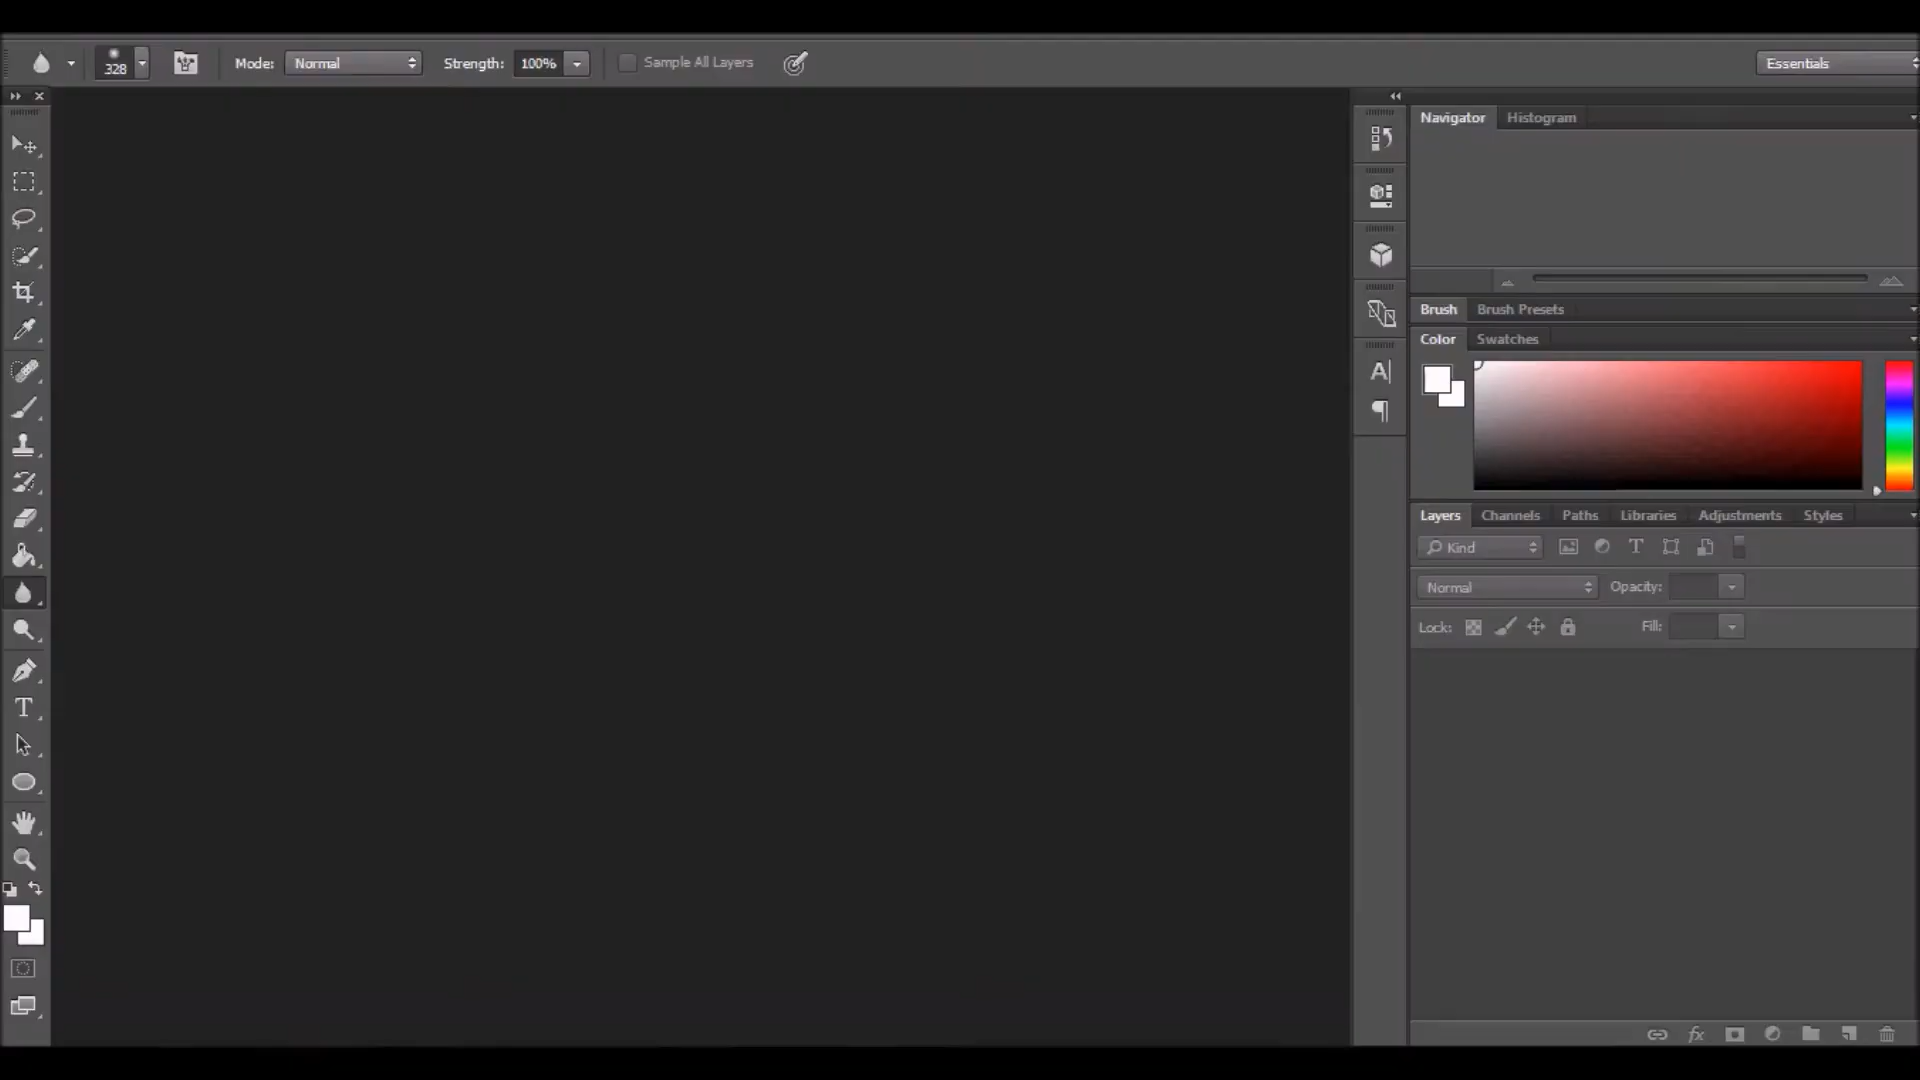 328
Mode: Normal Strength: 100% Sample All Layers
Essentials
Navigator Histogram
Brush Brush Presets
Color Swatches
Layers Channels Paths Libraries Adjustments Styles
Kind
Normal Opacity:
Lock: Fill: